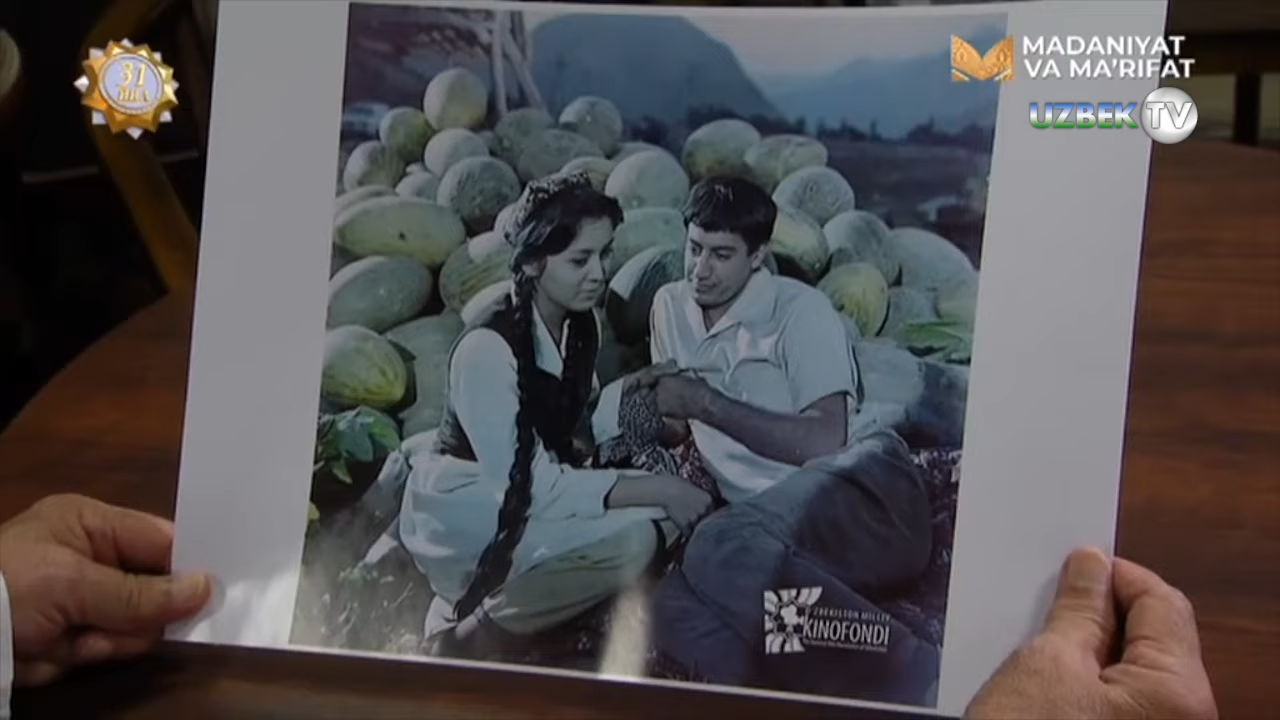 31
YIL
MADANIYAT
VA MA'RIFAT
UZBEK TV
ZBEKISTON MILLIY
KINOFONDI